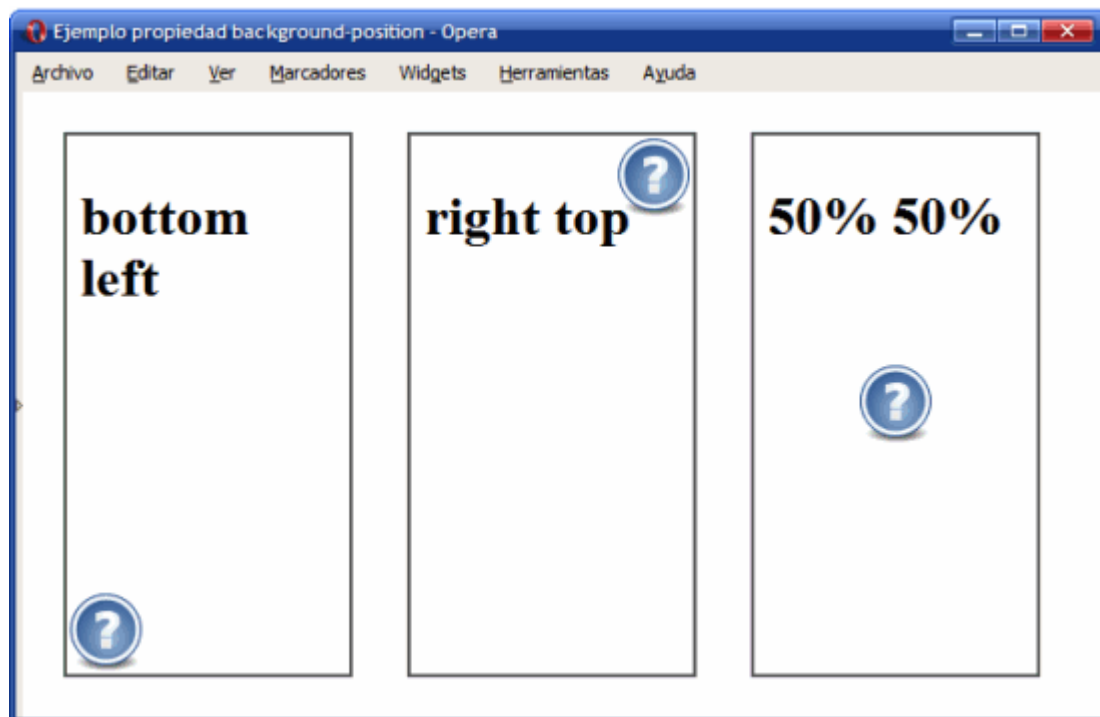 Ejemplo propiedad background-position - Opera
Archivo Editar Ver Marcadores Widgets Herramientas Ayuda
bottom
left
?
right top
?
50% 50%
?